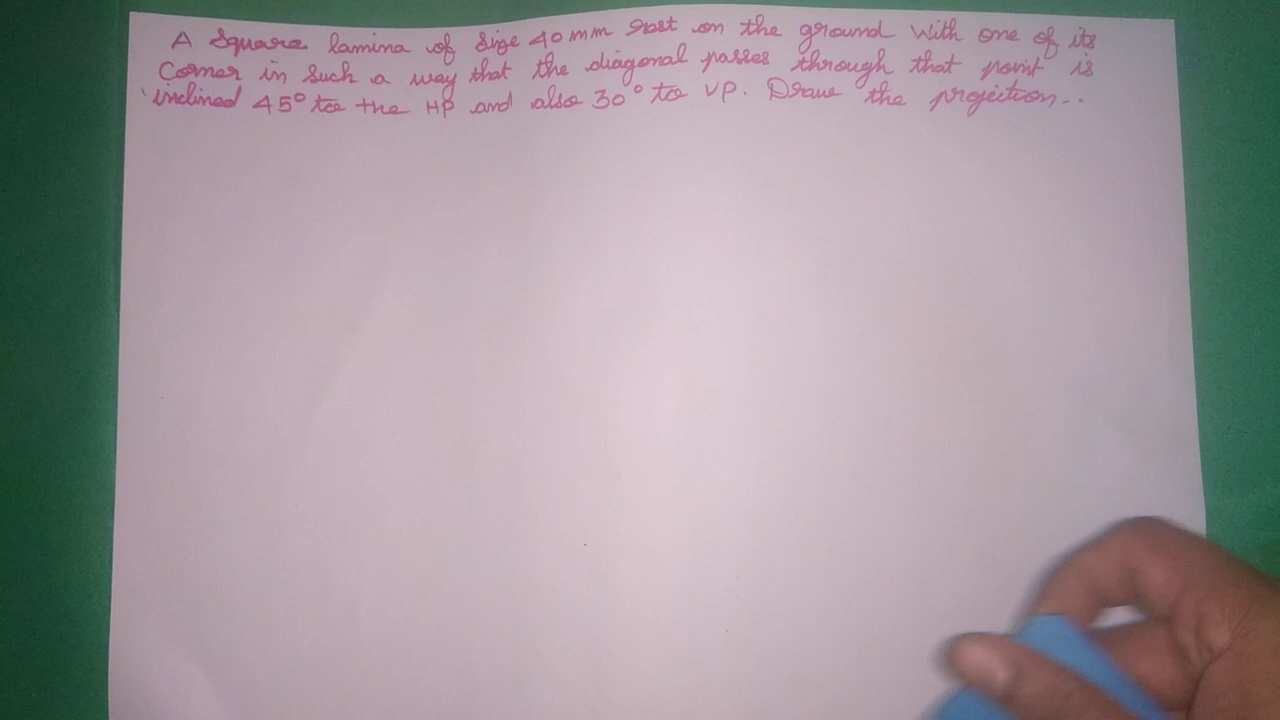 A Square lamina of Size 40 mm rest on the ground With one of its
Corner in Such a way that the diagonal passes through that point is
inclined 45° to the HP and also 30° to VP. Draw the projection..